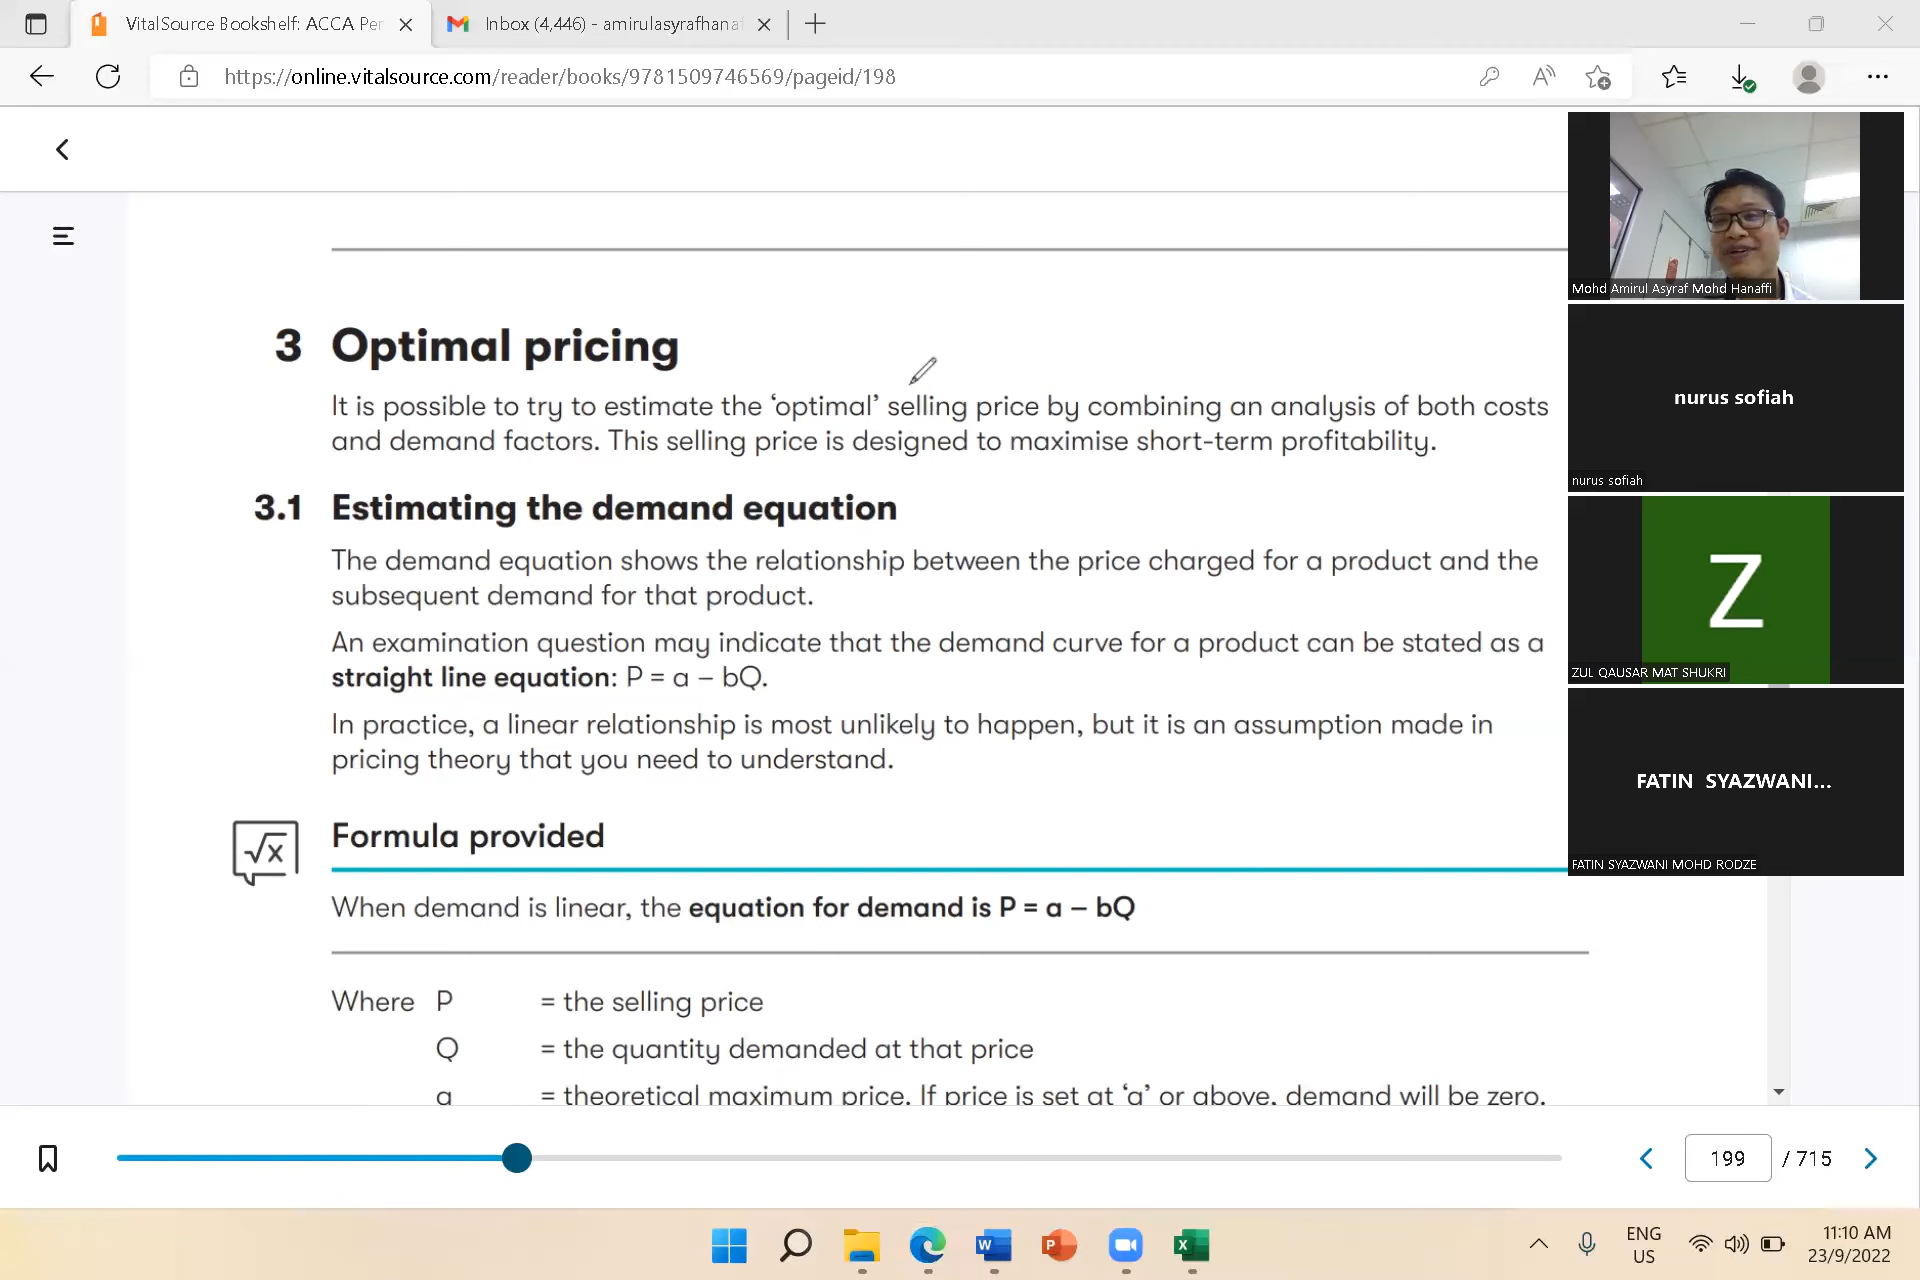 VitalSource Bookshelf: ACCA Per
Inbox (4,446) - amirulasyrafhanaf
https://online.vitalsource.com/reader/books/9781509746569/pageid/198
Mohd Amirul Asyraf Mohd Hanaffi
nurus sofiah
nurus sofiah
Z
ZUL QAUSAR MAT SHUKRI
FATIN SYAZWANI...
FATIN SYAZWANI MOHD RODZE
3 Optimal pricing
It is possible to try to estimate the ‘optimal’ selling price by combining an analysis of both costs
and demand factors. This selling price is designed to maximise short-term profitability.
3.1 Estimating the demand equation
The demand equation shows the relationship between the price charged for a product and the
subsequent demand for that product.
An examination question may indicate that the demand curve for a product can be stated as a
straight line equation: P = a – bQ.
In practice, a linear relationship is most unlikely to happen, but it is an assumption made in
pricing theory that you need to understand.
√x
Formula provided
When demand is linear, the equation for demand is P = a – bQ
Where P = the selling price
Q = the quantity demanded at that price
a = theoretical maximum price. If price is set at ‘a’ or above, demand will be zero.
199 / 715
W
P
X
ENG
US
11:10 AM
23/9/2022